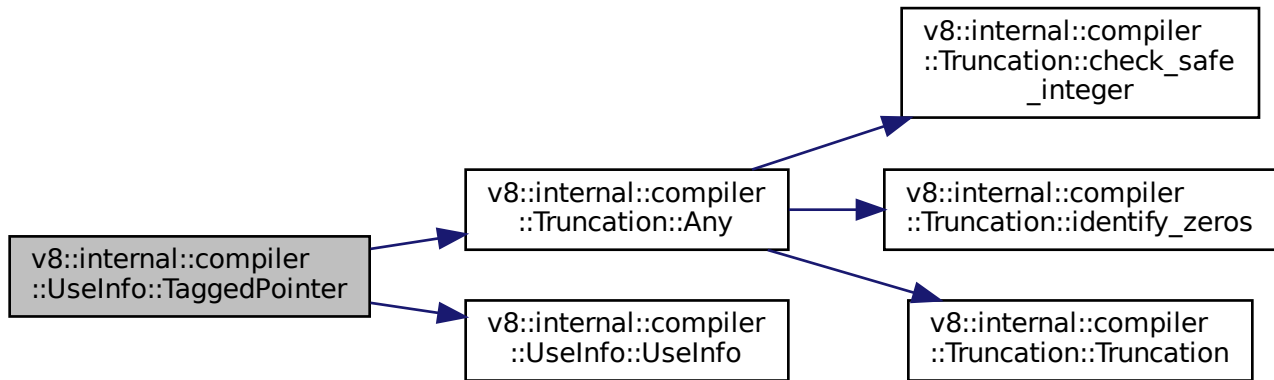 v8::internal::compiler
::UseInfo::TaggedPointer
v8::internal::compiler
::Truncation::Any
v8::internal::compiler
::UseInfo::UseInfo
v8::internal::compiler
::Truncation::check_safe
_integer
v8::internal::compiler
::Truncation::identify_zeros
v8::internal::compiler
::Truncation::Truncation